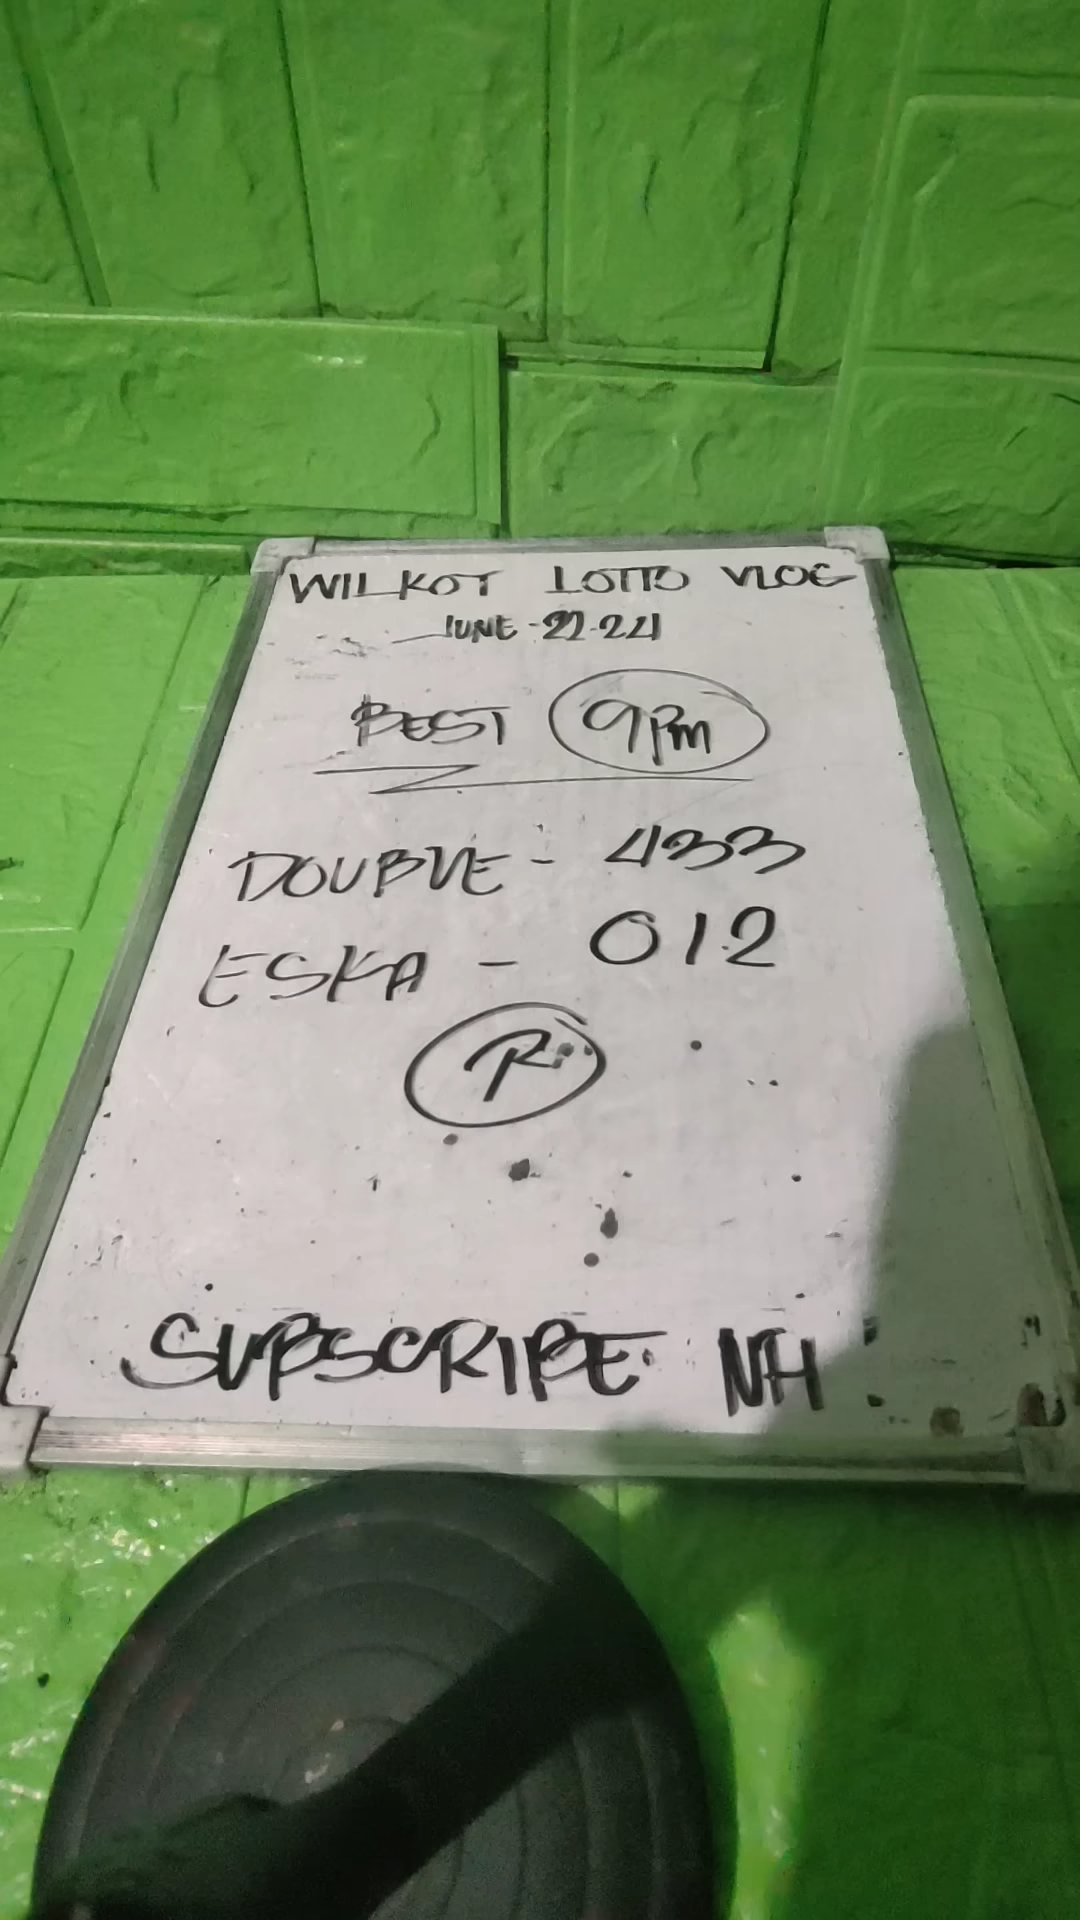 WILKOT LOTTO VLOG
JUNE-22-24
BEST 9PM
DOUBLE - 433
ESKA - 012
R
SUBSCRIBE NH